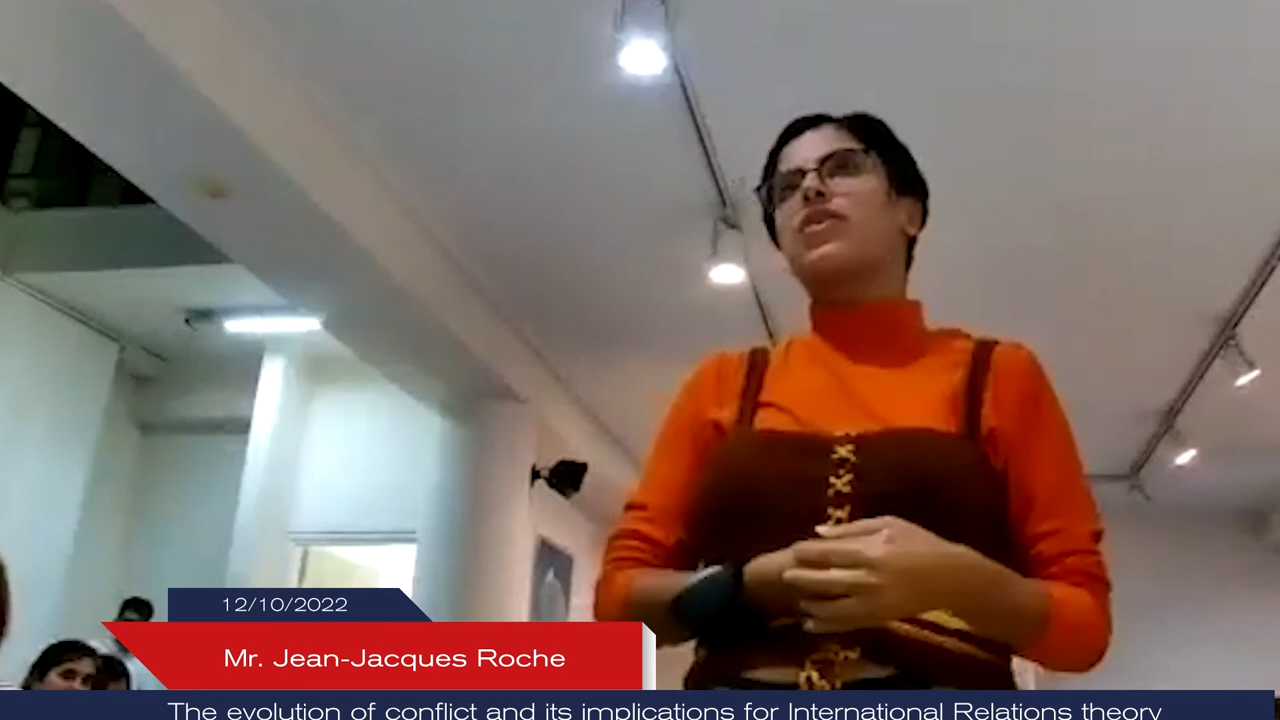 12/10/2022
Mr. Jean-Jacques Roche
The evolution of conflict and its implications for International Relations theory